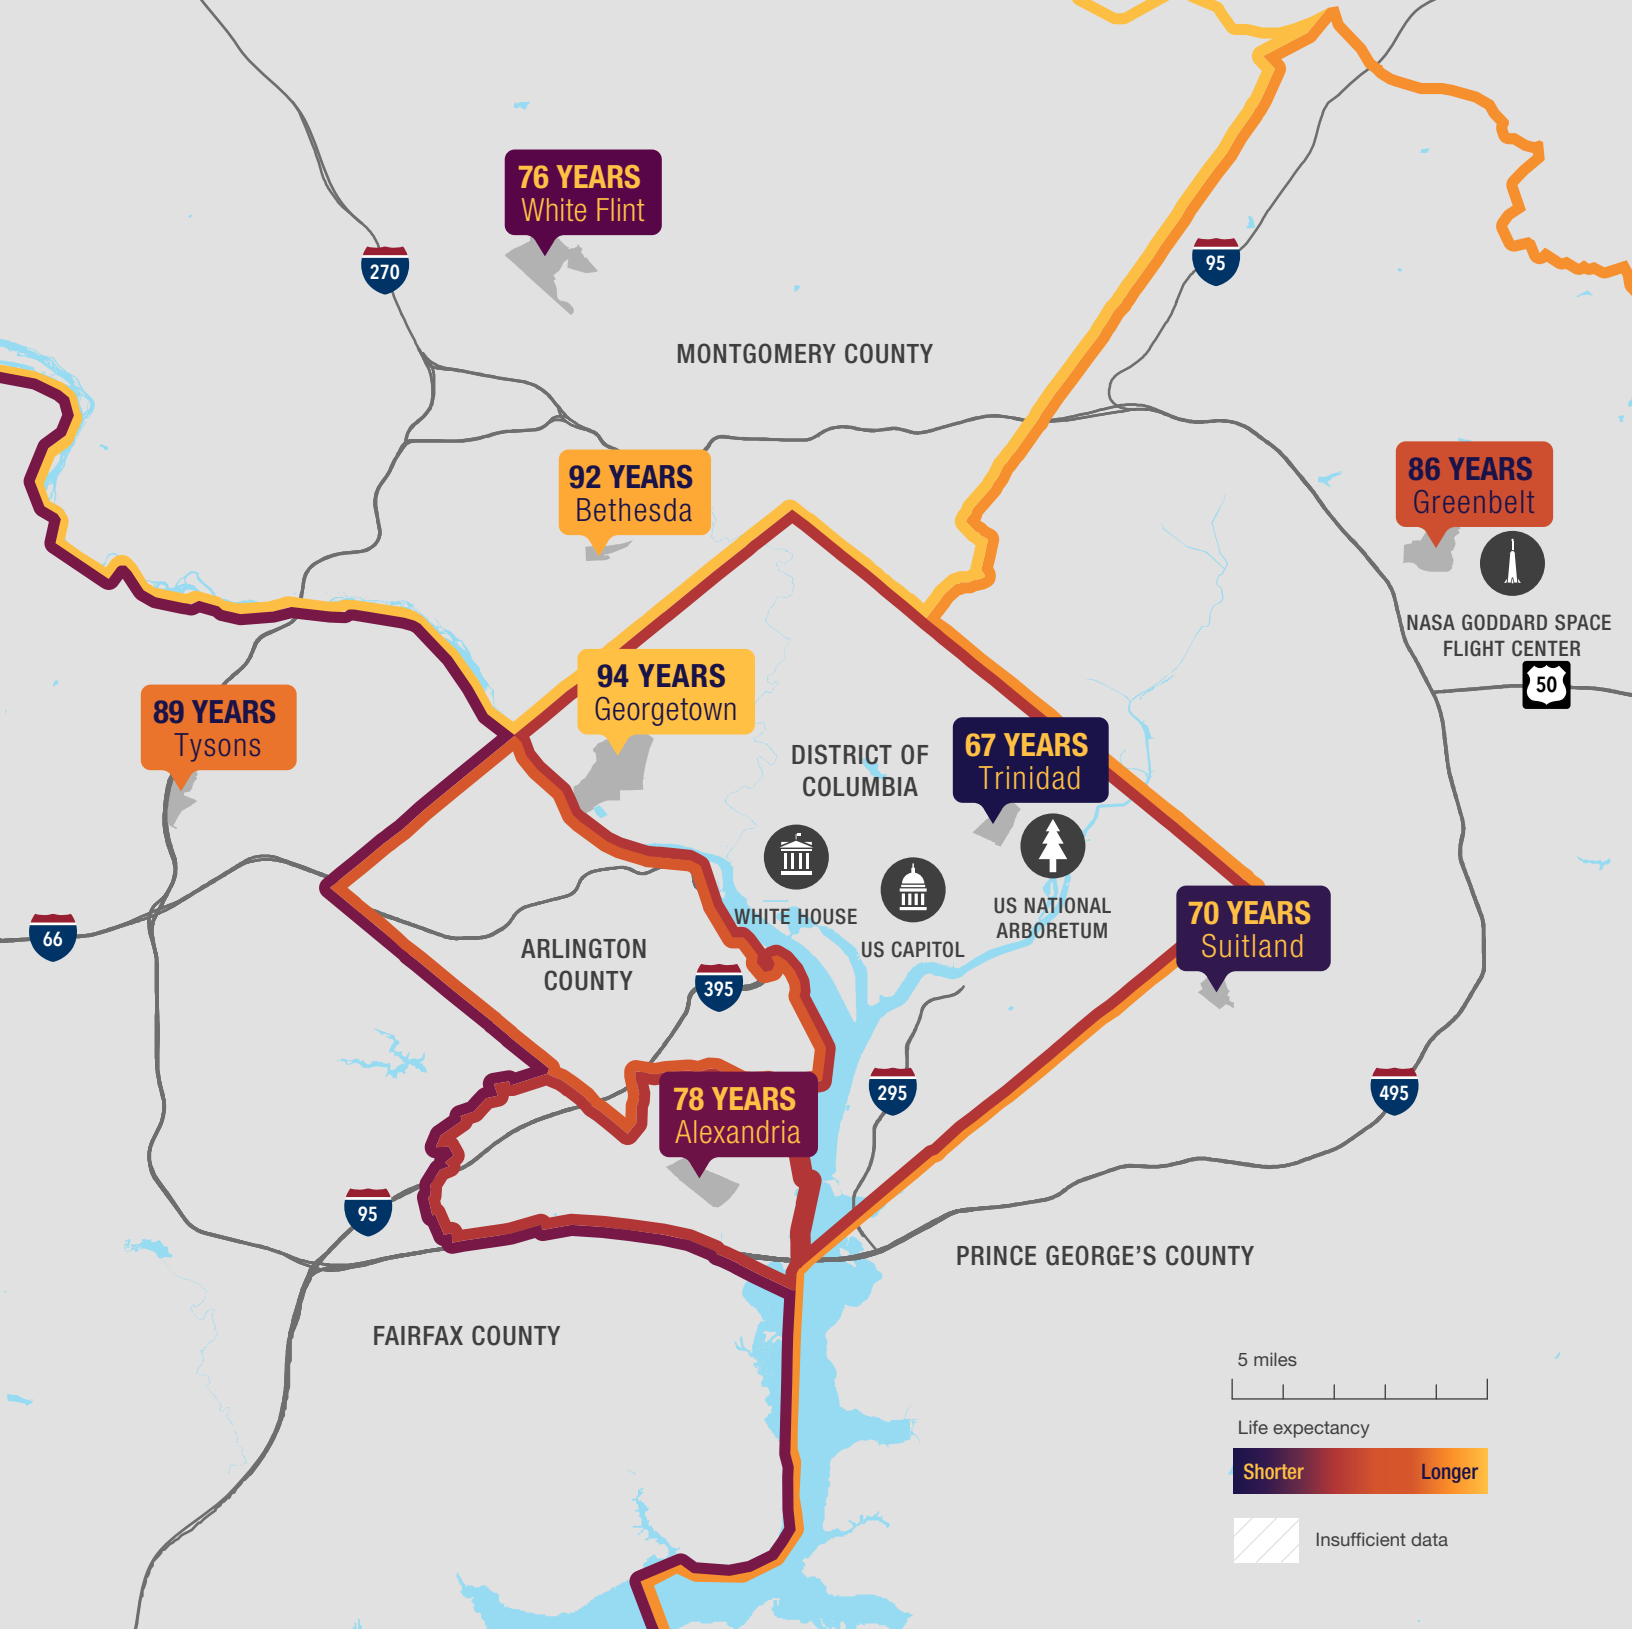 76 YEARS
White Flint
270
95
MONTGOMERY COUNTY
92 YEARS
Bethesda
86 YEARS
Greenbelt
NASA GODDARD SPACE
FLIGHT CENTER
50
94 YEARS
Georgetown
89 YEARS
Tysons
DISTRICT OF
COLUMBIA
67 YEARS
Trinidad
WHITE HOUSE
US CAPITOL
US NATIONAL
ARBORETUM
70 YEARS
Suitland
66
ARLINGTON
COUNTY
395
295
495
78 YEARS
Alexandria
95
PRINCE GEORGE’S COUNTY
FAIRFAX COUNTY
5 miles
Life expectancy
Shorter
Longer
Insufficient data